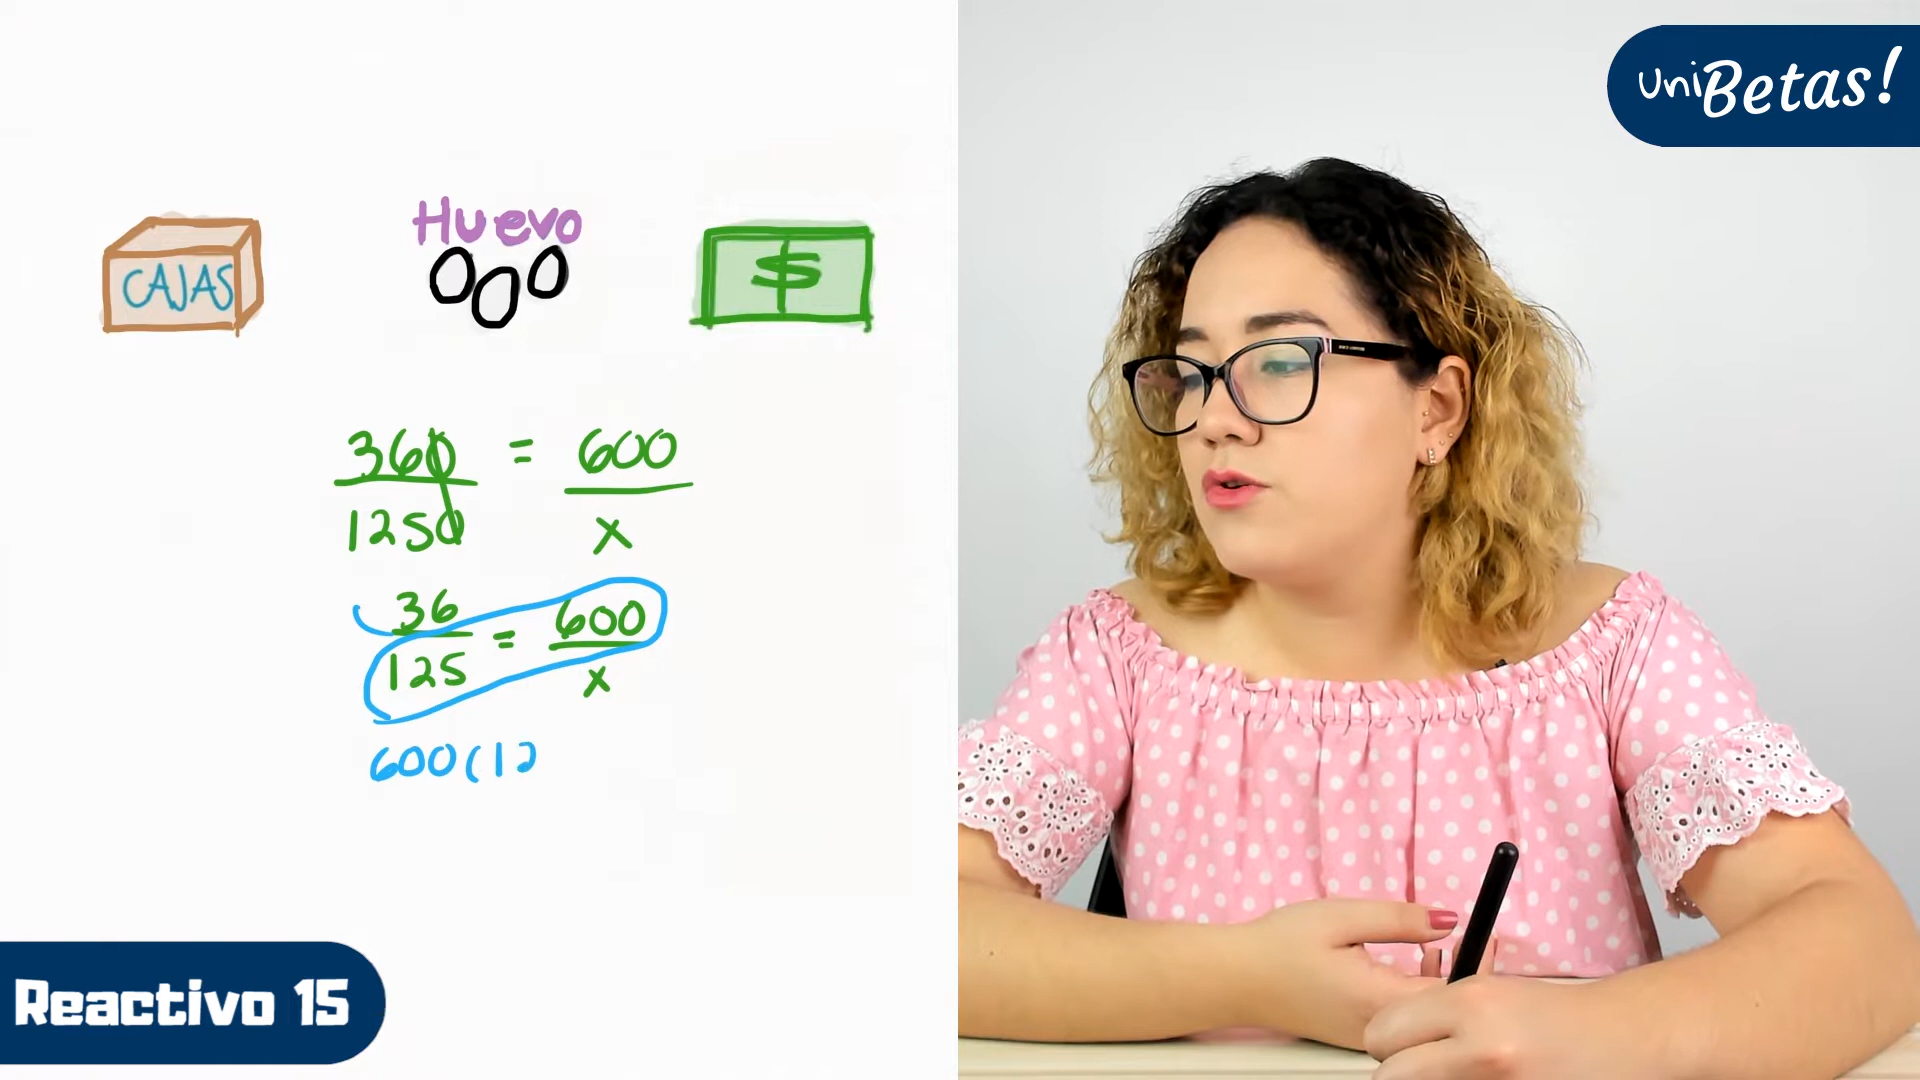 uniBetas!
Huevo
CAJAS
$
360 = 600
1250 x
36 = 600
125 x
600(12
Reactivo 15